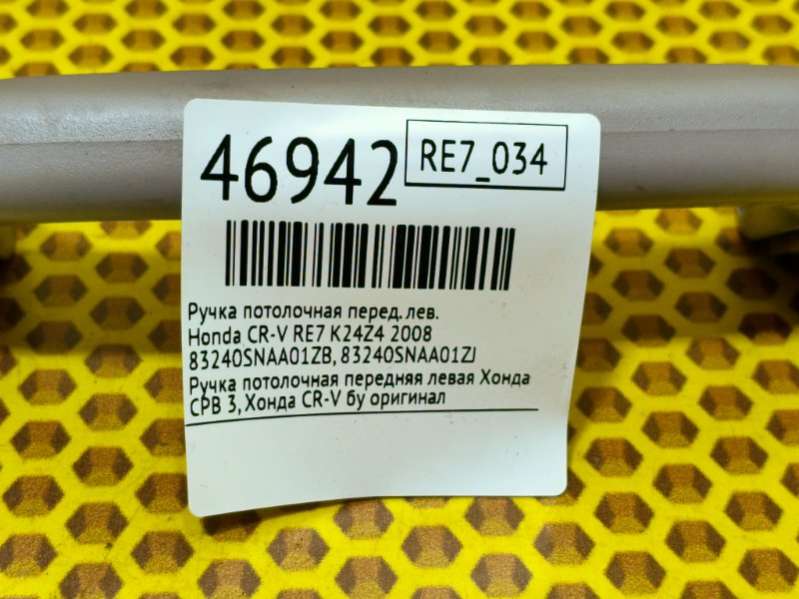 46942
RE7_034
Ручка потолочная перед. лев.
Honda CR-V RE7 K24Z4 2008
83240SNAA01ZB, 83240SNAA01ZJ
Ручка потолочная передняя левая Хонда
СРВ 3, Хонда CR-V бу оригинал